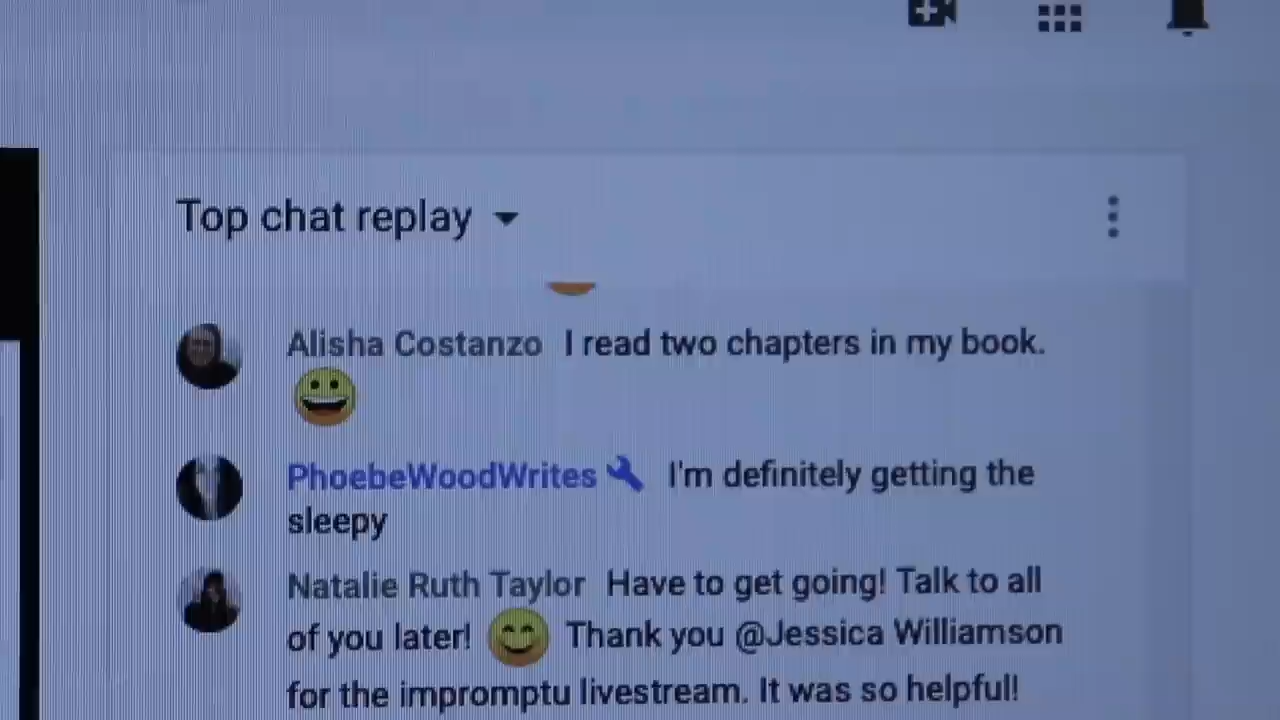 Top chat replay
Alisha Costanzo I read two chapters in my book.
PhoebeWoodWrites I'm definitely getting the
sleepy
Natalie Ruth Taylor Have to get going! Talk to all
of you later! Thank you @Jessica Williamson
for the impromptu livestream. It was so helpful!